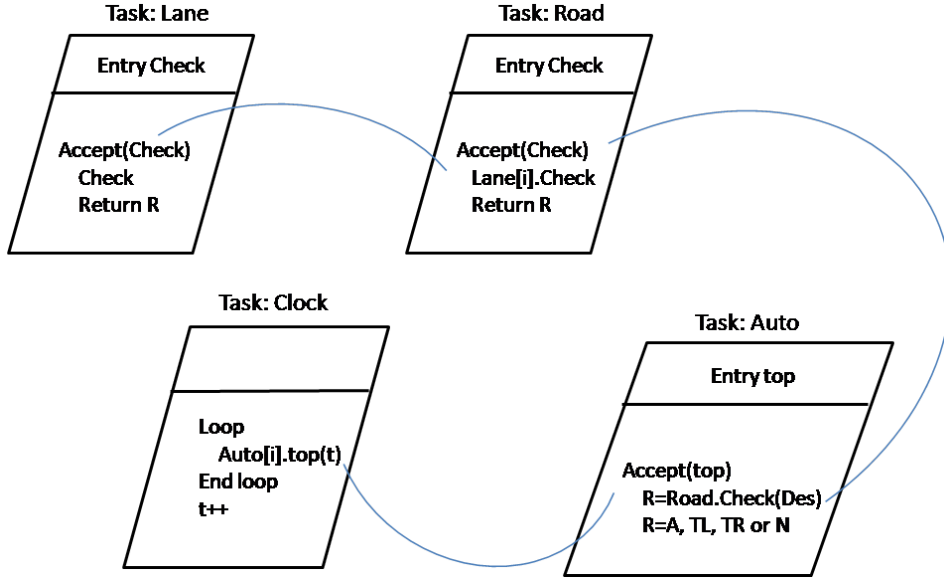 Task: Lane
Entry Check
Accept(Check)
Check
Return R
Task: Road
Entry Check
Accept(Check)
Lane[i].Check
Return R
Task: Clock
Loop
Auto[i].top(t)
End loop
t++
Task: Auto
Entry top
Accept(top)
R=Road.Check(Des)
R=A, TL, TR or N